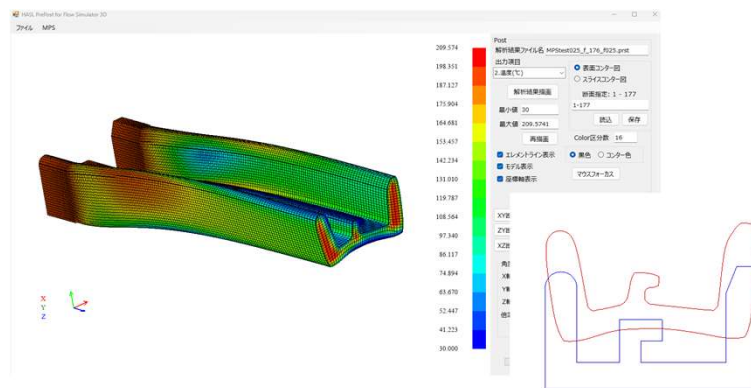 HASL PrePost for Flow Simulator 3D
ファイル MPS
209.574
198.351
187.127
175.904
164.681
153.457
142.234
131.010
119.787
108.564
97.340
86.117
74.894
63.670
52.447
41.223
30.000
X
Y
Z
Post
解析結果ファイル名 MPStest025_f_176_f025.prst
出力項目
2.温度(℃)
解析結果描画
最小値 30
最大値 209.5741
再描画
表面コンター図
スライスコンター図
断面指定: 1 - 177
1-177
読込 保存
Color区分数 16
エレメントライン表示
モデル表示
座標軸表示
黒色 コンター色
マウスフォーカス
XY
ZY
XZ
X
Y
Z